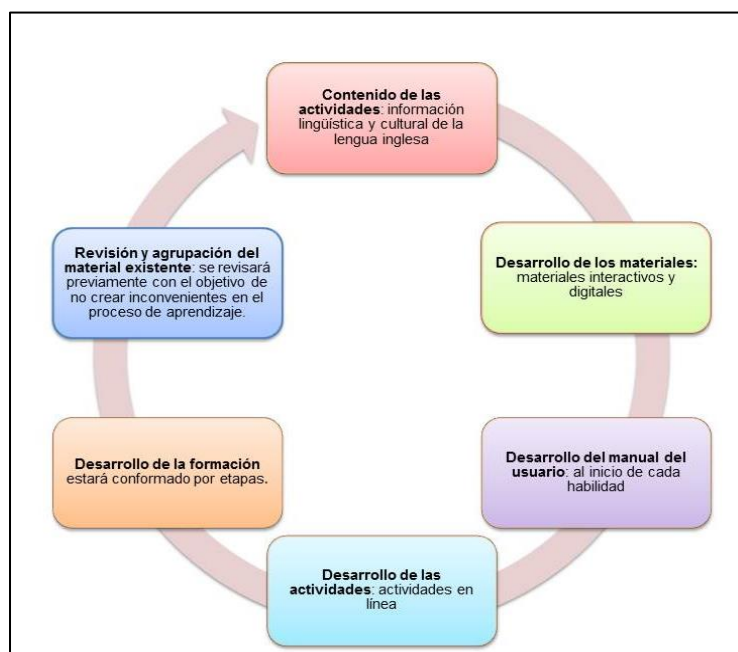 Contenido de las
actividades: información
lingüística y cultural de la
lengua inglesa
Desarrollo de los materiales:
materiales interactivos y
digitales
Desarrollo del manual del
usuario: al inicio de cada
habilidad
Desarrollo de las
actividades: actividades en
línea
Desarrollo de la formación
estará conformado por etapas.
Revisión y agrupación del
material existente: se revisará
previamente con el objetivo de
no crear inconvenientes en el
proceso de aprendizaje.